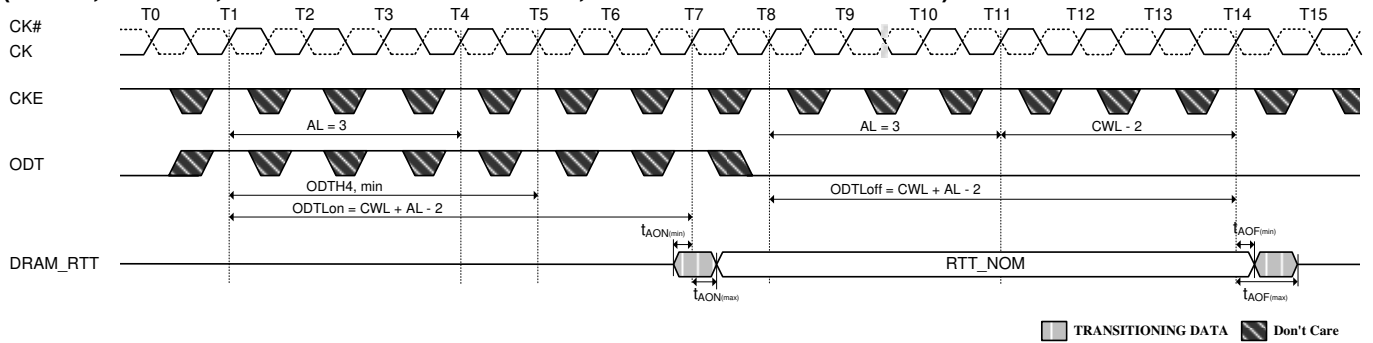 T0 T1 T2 T3 T4 T5 T6 T7 T8 T9 T10 T11 T12 T13 T14 T15
CK#
CK
CKE
AL = 3 AL = 3 CWL - 2
ODT
ODTH4, min ODTLoff = CWL + AL - 2
ODTLon = CWL + AL - 2
tAON(min) tAOF(min)
DRAM_RTT RTT_NOM
tAON(max) tAOF(max)
TRANSITIONING DATA Don't Care